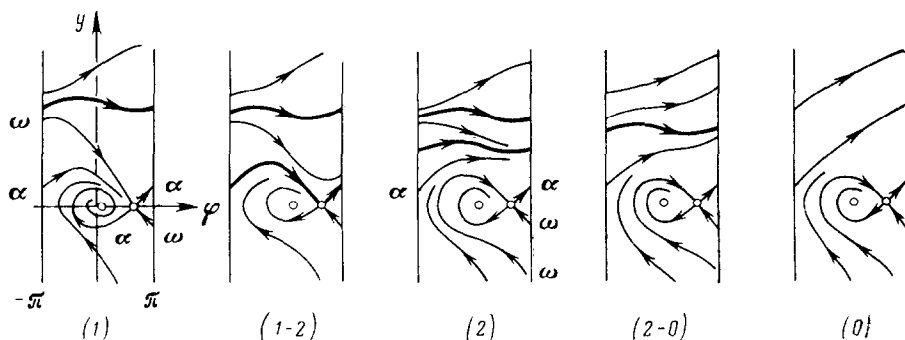 y
ω
α
α
α
φ
ω
-π
π
α
α
ω
ω
(1)
(1-2)
(2)
(2-0)
(0)